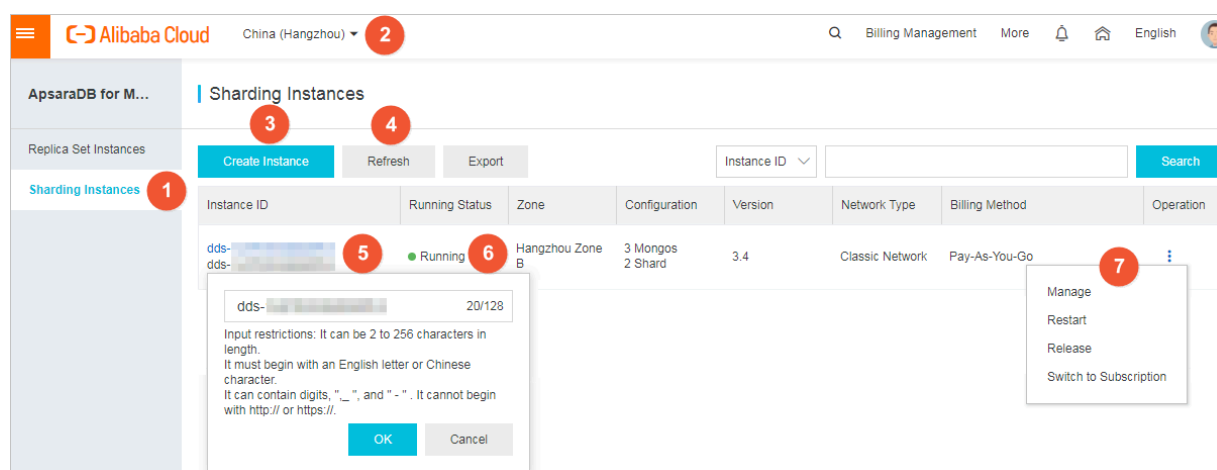 Alibaba Cloud China (Hangzhou) 2 Billing Management More English
ApsaraDB for M... Sharding Instances
3 4
Replica Set Instances Create Instance Refresh Export Instance ID Search
Sharding Instances 1
Instance ID Running Status Zone Configuration Version Network Type Billing Method Operation
dds- 5 Running 6 Hangzhou Zone B 3 Mongos 3.4 Classic Network Pay-As-You-Go
dds- 2 Shard
7
dds- 20/128
Input restrictions: It can be 2 to 256 characters in
length.
It must begin with an English letter or Chinese
character.
It can contain digits, ",_ ", and " - " . It cannot begin
with http:// or https://.
OK Cancel
Manage
Restart
Release
Switch to Subscription